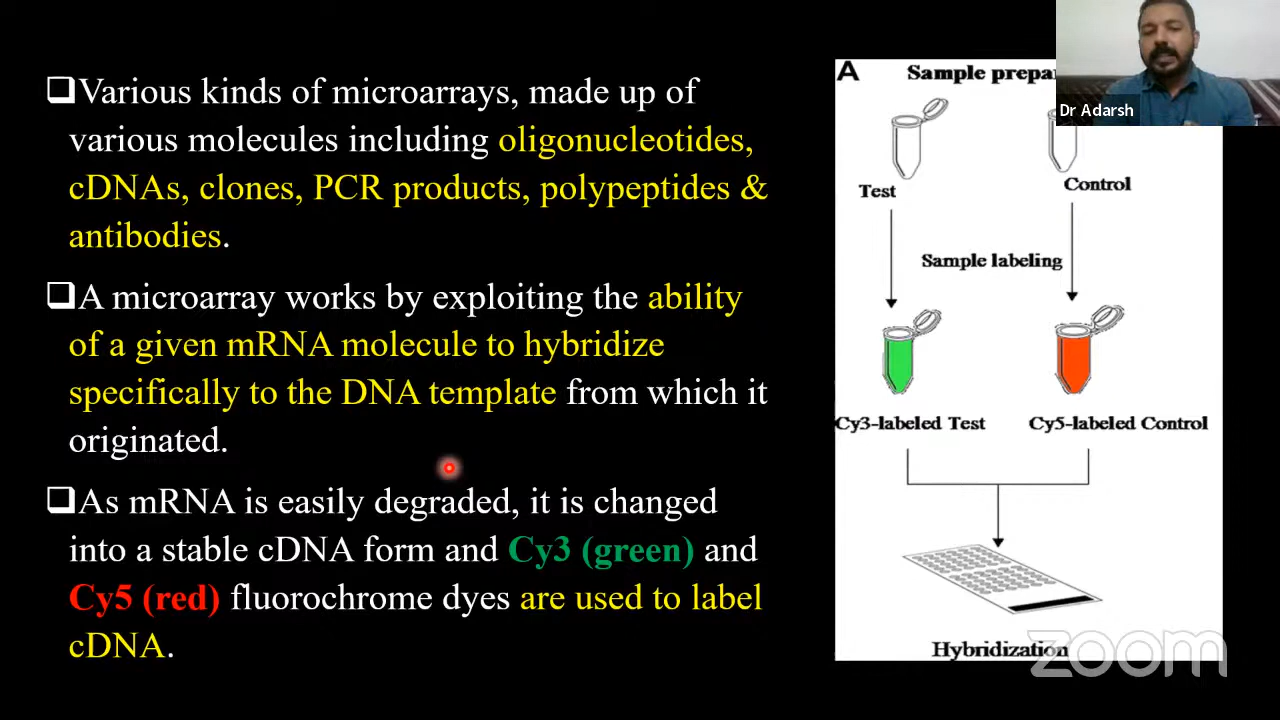 ❑Various kinds of microarrays, made up of
various molecules including oligonucleotides,
cDNAs, clones, PCR products, polypeptides &
antibodies.
❑A microarray works by exploiting the ability
of a given mRNA molecule to hybridize
specifically to the DNA template from which it
originated.
❑As mRNA is easily degraded, it is changed
into a stable cDNA form and Cy3 (green) and
Cy5 (red) fluorochrome dyes are used to label
cDNA.
A
Sample
Dr Adarsh
Test
Control
Sample labeling
Cy3-labeled Test
Cy5-labeled Control
Hybridization
zoom